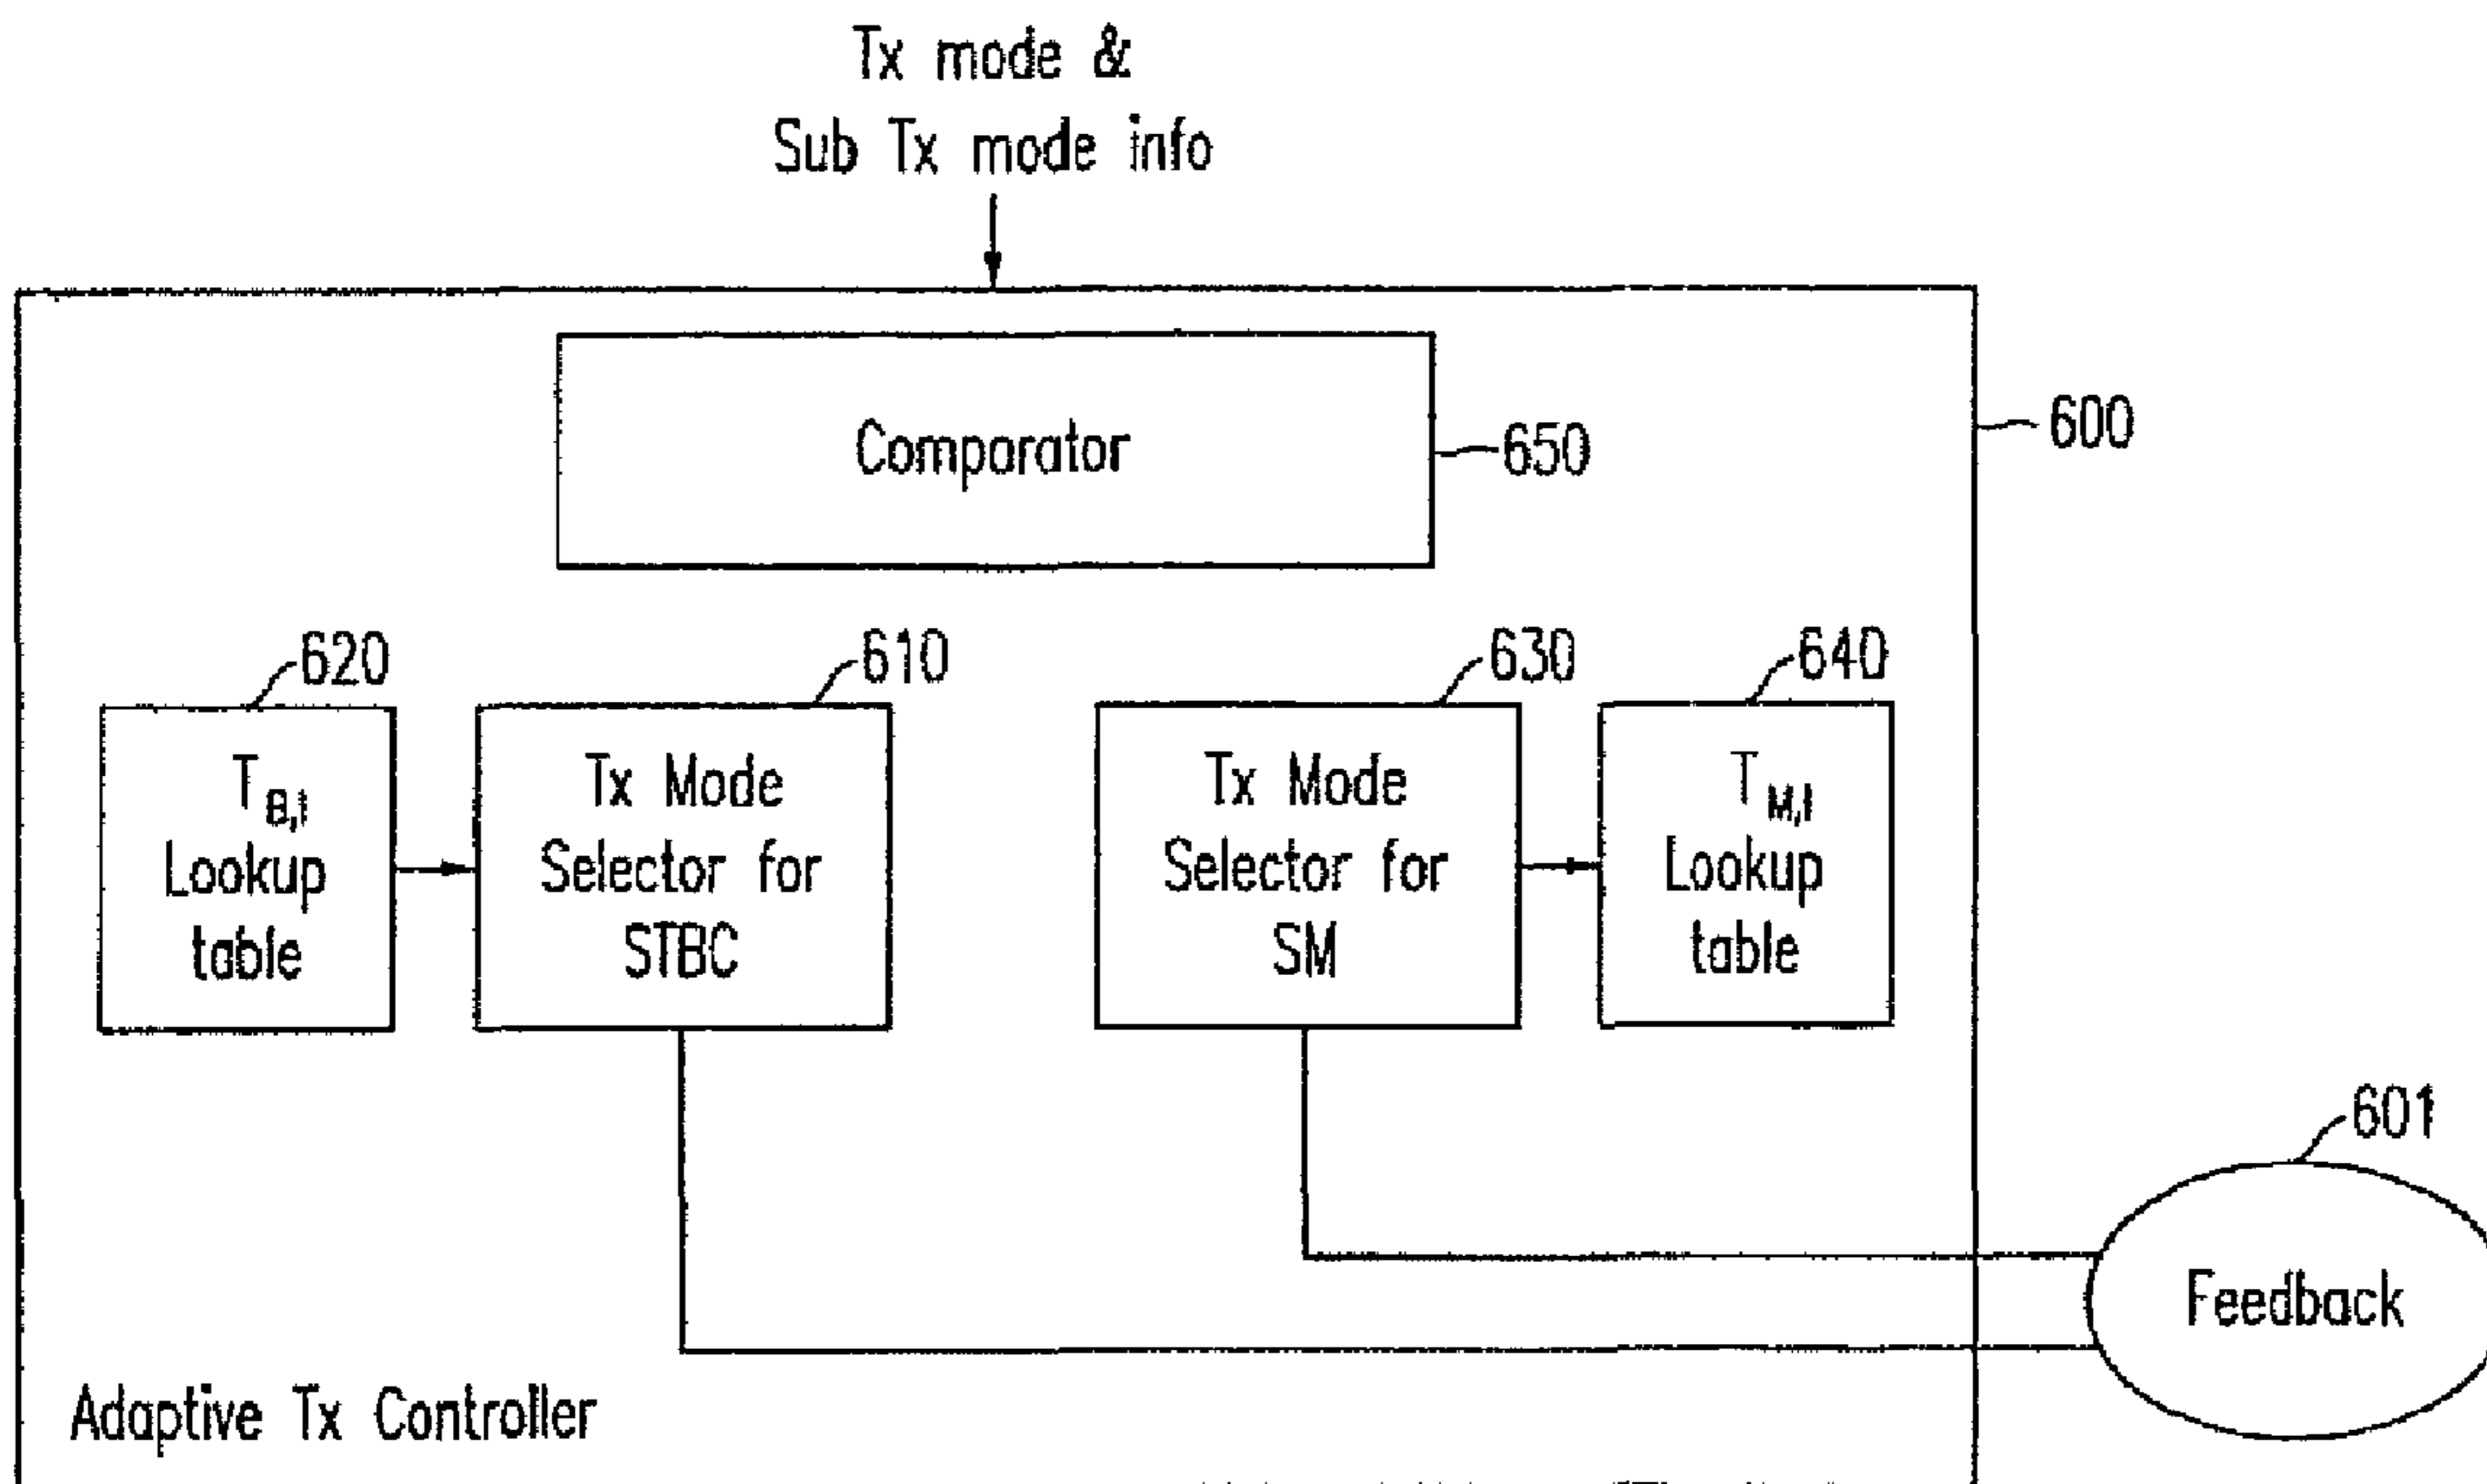 Tx mode &
Sub Tx mode info
Comparator
650
600
620
610
630
640
T B,i
Lookup
table
Tx Mode
Selector for
STBC
Tx Mode
Selector for
SM
T M,i
Lookup
table
601
Feedback
Adaptive Tx Controller